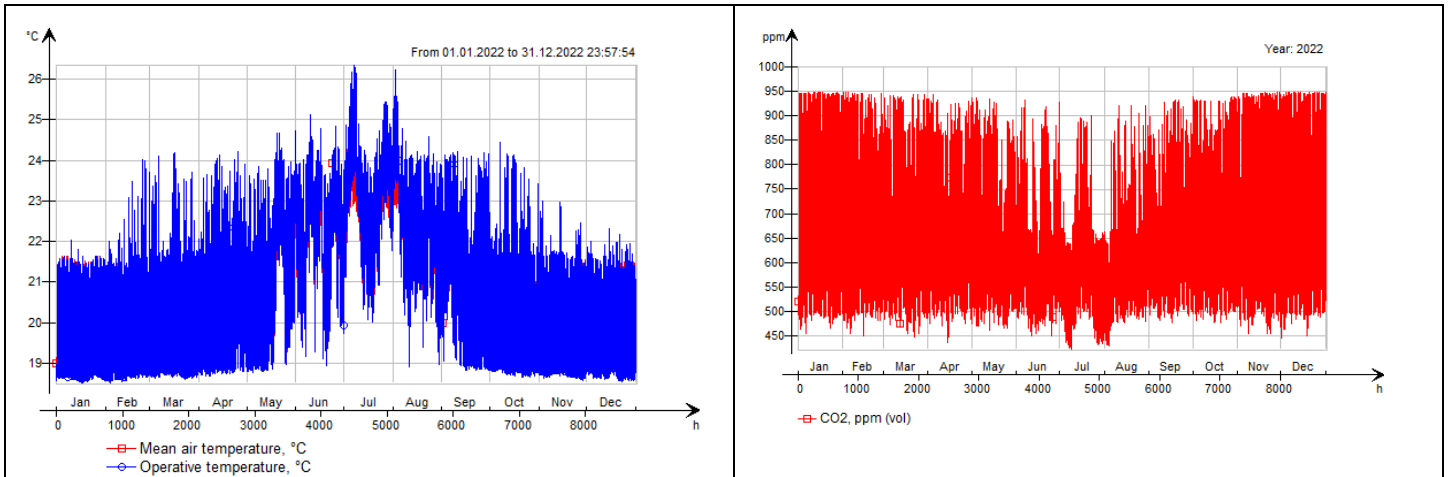 °C
From 01.01.2022 to 31.12.2022 23:57:54
26
25
24
23
22
21
20
19
Jan Feb Mar Apr May Jun Jul Aug Sep Oct Nov Dec
0 1000 2000 3000 4000 5000 6000 7000 8000 h
Mean air temperature, °C
Operative temperature, °C
ppm
Year: 2022
1000
950
900
850
800
750
700
650
600
550
500
450
Jan Feb Mar Apr May Jun Jul Aug Sep Oct Nov Dec
0 1000 2000 3000 4000 5000 6000 7000 8000 h
CO2, ppm (vol)